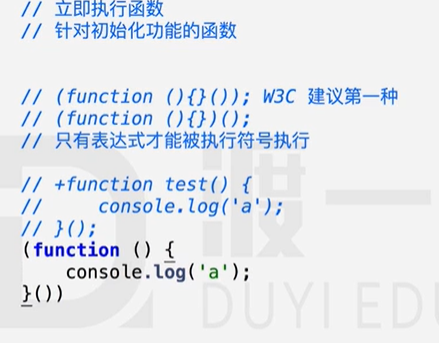 // 立即执行函数
// 针对初始化功能的函数
// (function (){}()); W3C 建议第一种
// (function (){})();
// 只有表达式才能被执行符号执行
// +function test() {
//     console.log('a');
// }();
(function () {
    console.log('a');
}())
渡一
DUYI EDU